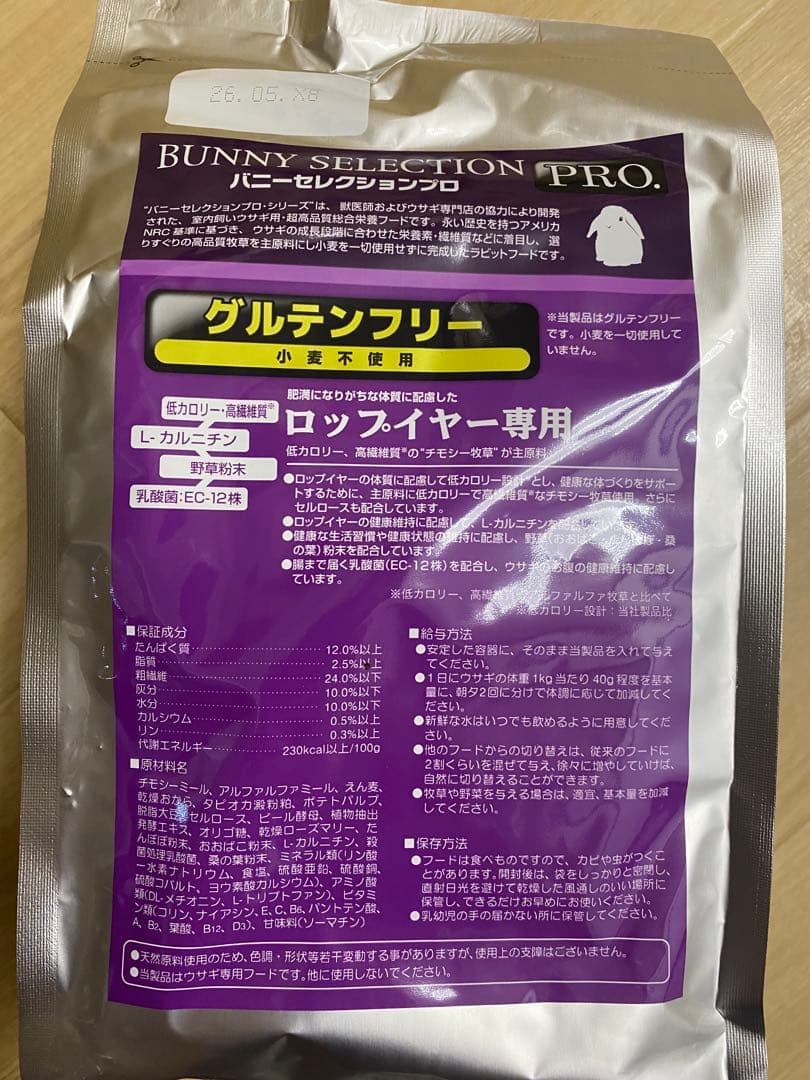 26.05.X6
BUNNY SELECTION PRO.
バニーセレクションプロ
"バニーセレクションプロ・シリーズ"は、獣医師およびウサギ専門店の協力により開発
された、室内飼いウサギ用・超高品質総合栄養フードです。永い歴史を持つアメリカ
NRC基準に基づき、ウサギの成長段階に合わせた栄養素・繊維質などに着目し、選
りすぐりの高品質牧草を主原料にし小麦を一切使用せずに完成したラビットフードです。
グルテンフリー
小麦不使用
※当製品はグルテンフリー
です。小麦を一切使用して
いません。
低カロリー・高繊維質※
L-カルニチン
野草粉末
乳酸菌:EC-12株
肥満になりがちな体質に配慮した
ロップイヤー専用
低カロリー、高繊維質※の"チモシー牧草"が主原料
●ロップイヤーの体質に配慮して低カロリー設計※とし、健康な体づくりをサポー
トするために、主原料に低カロリーで高繊維質※なチモシー牧草使用。さらに
セルロースも配合しています。
●ロップイヤーの健康維持に配慮して、L-カルニチンを配合しています。
●健康な生活習慣や健康状態の維持に配慮し、野草(おおばこ・たんぽぽ・桑
の葉)粉末を配合しています。
●腸まで届く乳酸菌(EC-12株)を配合し、ウサギのお腹の健康維持に配慮し
ています。
※低カロリー、高繊維質:アルファルファ牧草と比べて
※低カロリー設計:当社製品比
■保証成分
たんぱく質 12.0%以上
脂質 2.5%以上
粗繊維 24.0%以下
灰分 10.0%以下
水分 10.0%以下
カルシウム 0.5%以上
リン 0.3%以上
代謝エネルギー 230kcal以上/100g
■原材料名
チモシーミール、アルファルファミール、えん麦、
乾燥おから、タピオカ澱粉粕、ポテトパルプ、
脱脂大豆、セルロース、ビール酵母、植物抽出
発酵エキス、オリゴ糖、乾燥ローズマリー、た
んぽぽ粉末、おおばこ粉末、L-カルニチン、殺
菌処理乳酸菌、桑の葉粉末、ミネラル類(リン酸
一水素ナトリウム、食塩、硫酸亜鉛、硫酸銅、
硫酸コバルト、ヨウ素酸カルシウム)、アミノ酸
類(DL-メチオニン、L-トリプトファン)、ビタミ
ン類(コリン、ナイアシン、E、C、B6、パントテン酸、
A、B2、葉酸、B12、D3)、甘味料(ソーマチン)
■給与方法
●安定した容器に、そのまま当製品を入れて与え
てください。
●1日にウサギの体重1kg当たり40g程度を基本
量に、朝夕2回に分けて体調に応じて加減してく
ださい。
●新鮮な水はいつでも飲めるように用意してくだ
さい。
●他のフードからの切り替えは、従来のフードに
2割くらいを混ぜて与え、徐々に増やしていけば、
自然に切り替えることができます。
●牧草や野菜を与える場合は、適宜、基本量を加減
してください。
■保存方法
●フードは食べものですので、カビや虫がつくこ
とがあります。開封後は、袋をしっかりと密閉し、
直射日光を避けて乾燥した風通しのいい場所に
保管し、できるだけお早めにお使いください。
●乳幼児の手の届かない所に保管してください。
●天然原料使用のため、色調・形状等若干変動する事がありますが、使用上の支障はございません。
●当製品はウサギ専用フードです。他に使用しないでください。